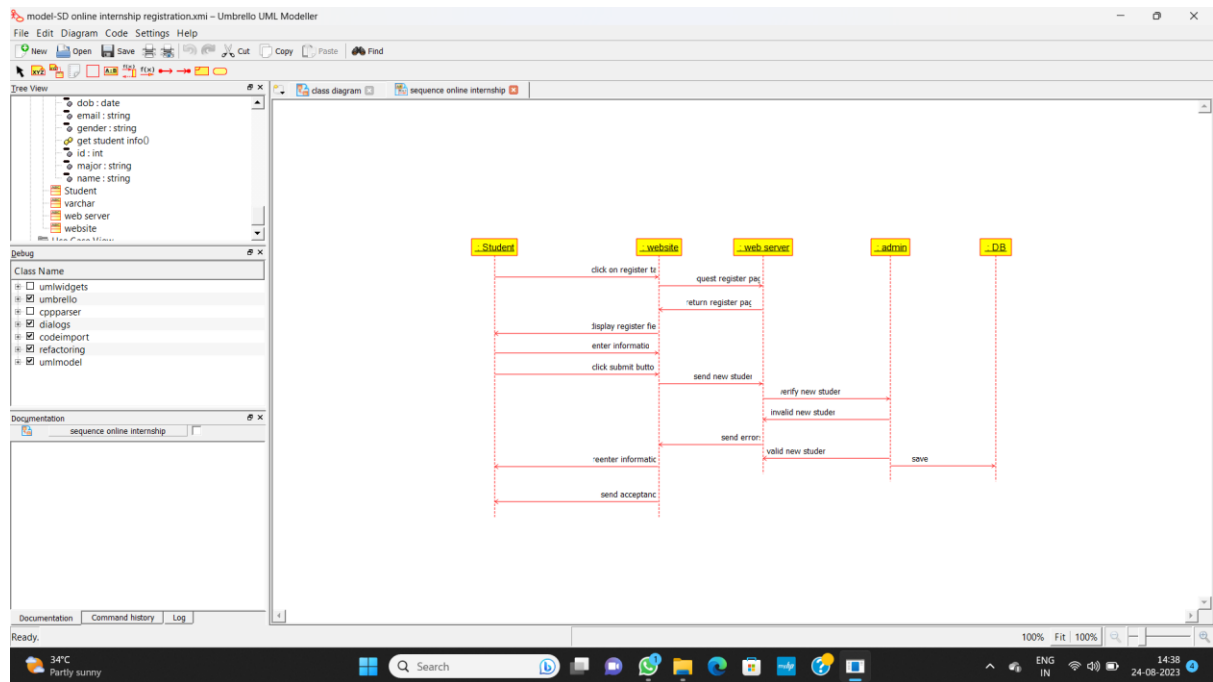 model-SD online internship registration.xmi – Umbrello UML Modeller
File Edit Diagram Code Settings Help
New Open Save Cut Copy Paste Find
Tree View
class diagram sequence online internship
dob : date
email : string
gender : string
get student info()
id : int
major : string
name : string
Student
varchar
web server
website
Debug
Class Name
umlwidgets
umbrello
cppparser
dialogs
codeimport
refactoring
umlmodel
Documentation
sequence online internship
: Student : website : web server : admin : DB
click on register ta
quest register pag
return register pag
display register fie
enter informatio
click submit butto
send new studer
verify new studer
invalid new studer
send error:
valid new studer
save
reenter informatic
send acceptanc
Documentation Command history Log
Ready.
100% Fit 100%
34°C
Partly sunny
Search
ENG
IN
14:38
24-08-2023
4